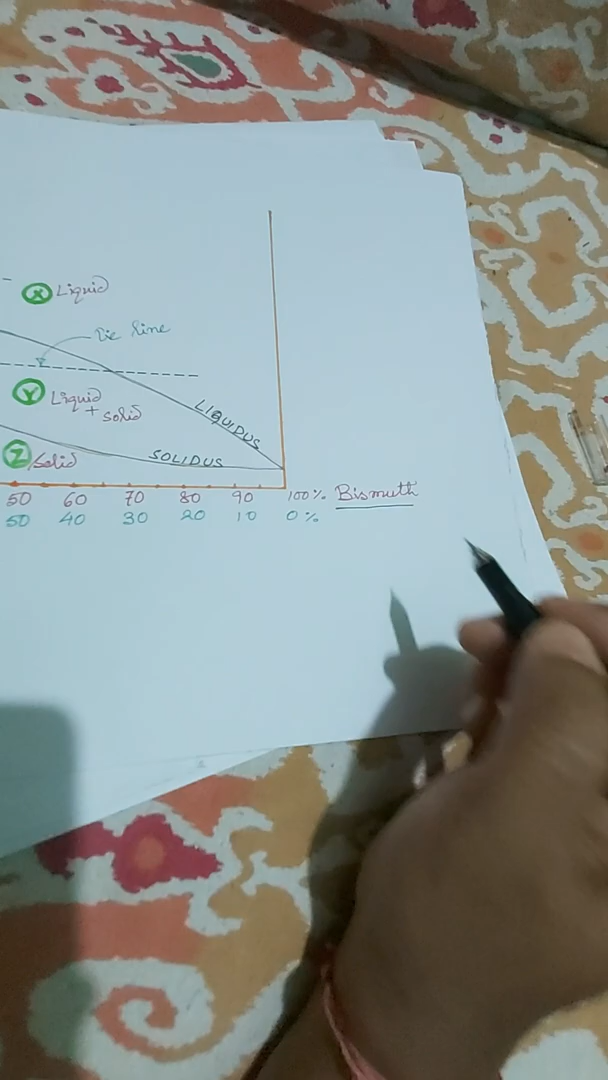 X Liquid
Tie line
Y Liquid
+ Solid
LIQUIDUS
Z Solid
SOLIDUS
50 60 70 80 90 100% Bismuth
50 40 30 20 10 0%